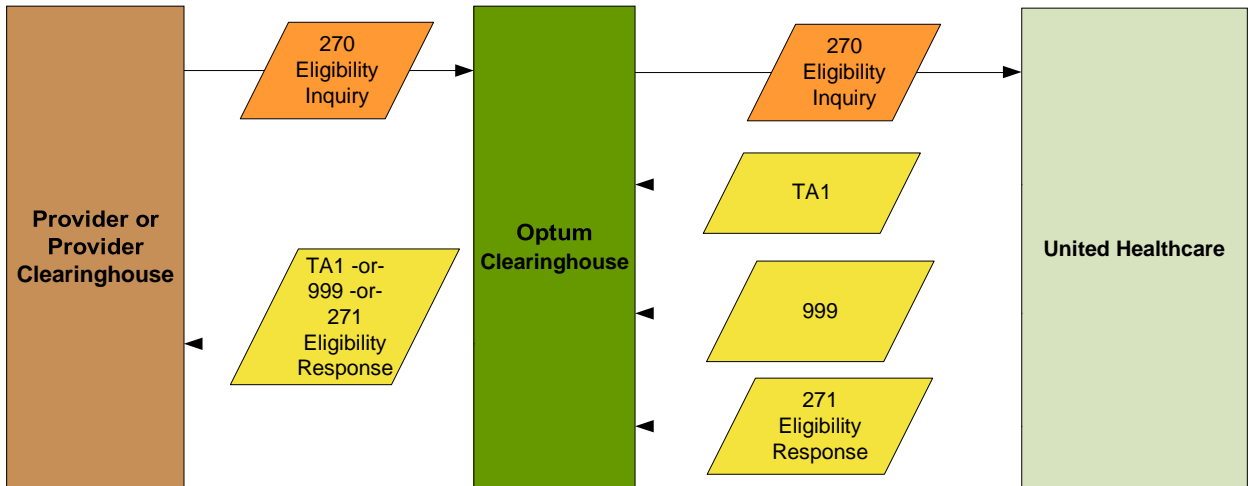 270
Eligibility
Inquiry
270
Eligibility
Inquiry
TA1
Provider or
Provider
Clearinghouse
Optum
Clearinghouse
United Healthcare
TA1 -or-
999 -or-
271
Eligibility
Response
999
271
Eligibility
Response